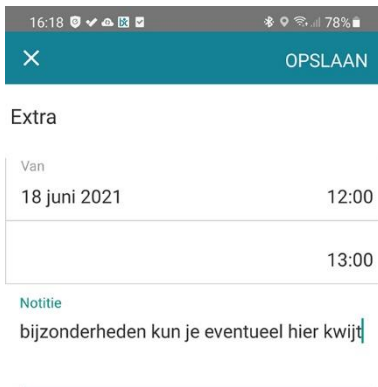 16:18 78%
OPSLAAN
Extra
Van
18 juni 2021 12:00
13:00
Notitie
bijzonderheden kun je eventueel hier kwijt